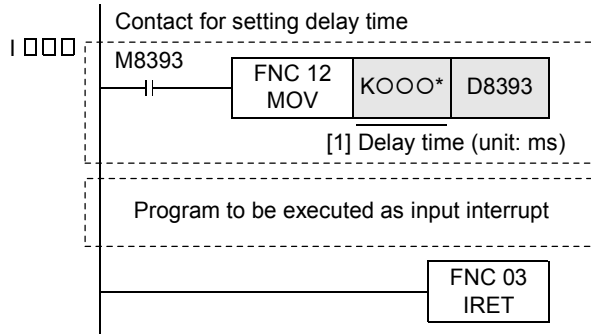 Contact for setting delay time
I □□□
M8393
FNC 12
MOV
K○○○*
D8393
[1] Delay time (unit: ms)
Program to be executed as input interrupt
FNC 03
IRET